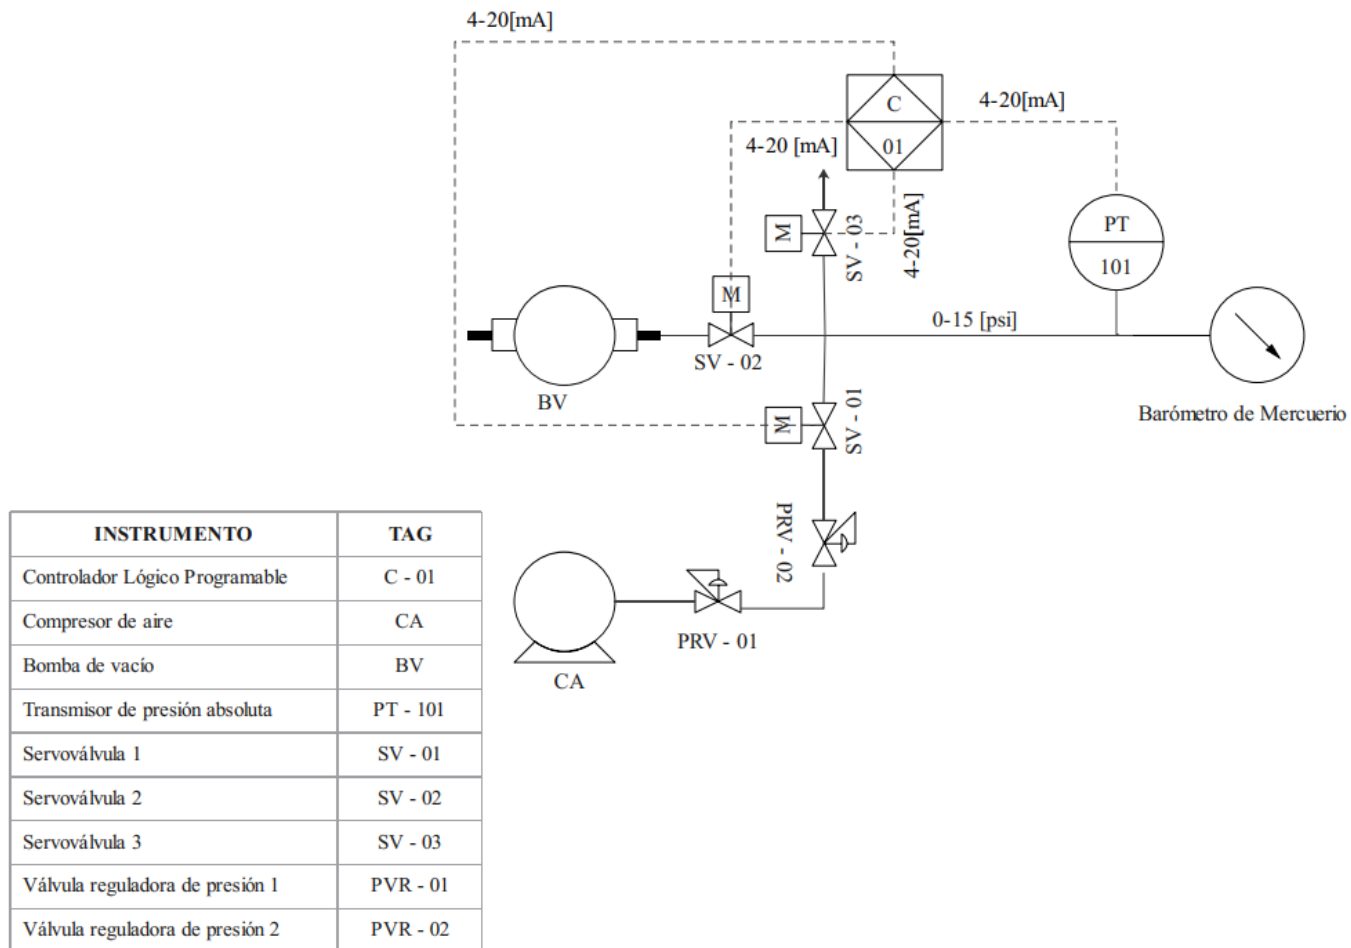 4-20[mA]
C
01
4-20[mA]
4-20 [mA]
PT
101
M
SV - 03
4-20[mA]
M
0-15 [psi]
SV - 02
BV
M
SV - 01
Barómetro de Mercuerio
PRV - 02
PRV - 01
CA
INSTRUMENTO TAG
Controlador Lógico Programable C - 01
Compresor de aire CA
Bomba de vacío BV
Transmisor de presión absoluta PT - 101
Servoválvula 1 SV - 01
Servoválvula 2 SV - 02
Servoválvula 3 SV - 03
Válvula reguladora de presión 1 PVR - 01
Válvula reguladora de presión 2 PVR - 02